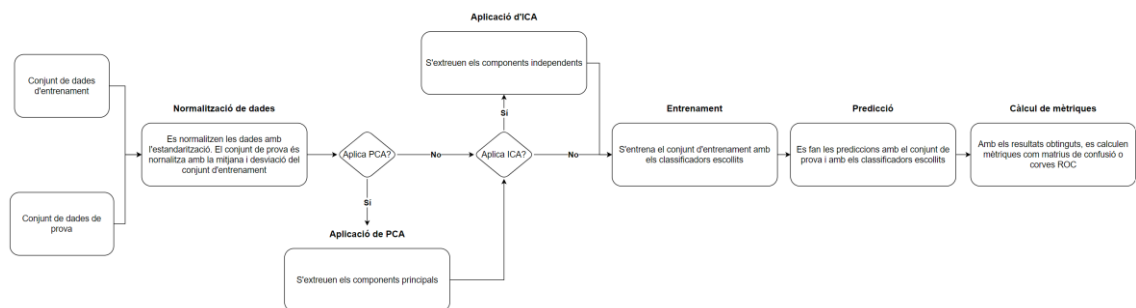 Aplicació d'ICA
S'extreuen els components independents
Conjunt de dades
d'entrenament
Normalització de dades
Es normalitzen les dades amb
l'estandarització. El conjunt de prova és
nornalitza amb la mitjana i desviació del
conjunt d'entrenament
Aplica PCA?
No
Sí
Aplica ICA?
Sí
No
Entrenament
S'entrena el conjunt d'entrenament amb
els classificadors escollits
Predicció
Es fan les prediccions amb el conjunt de
prova i amb els classificadors escollits
Càlcul de mètriques
Amb els resultats obtinguts, es calculen
mètriques com matrius de confusió o
corves ROC
Conjunt de dades de
prova
Aplicació de PCA
S'extreuen els components principals